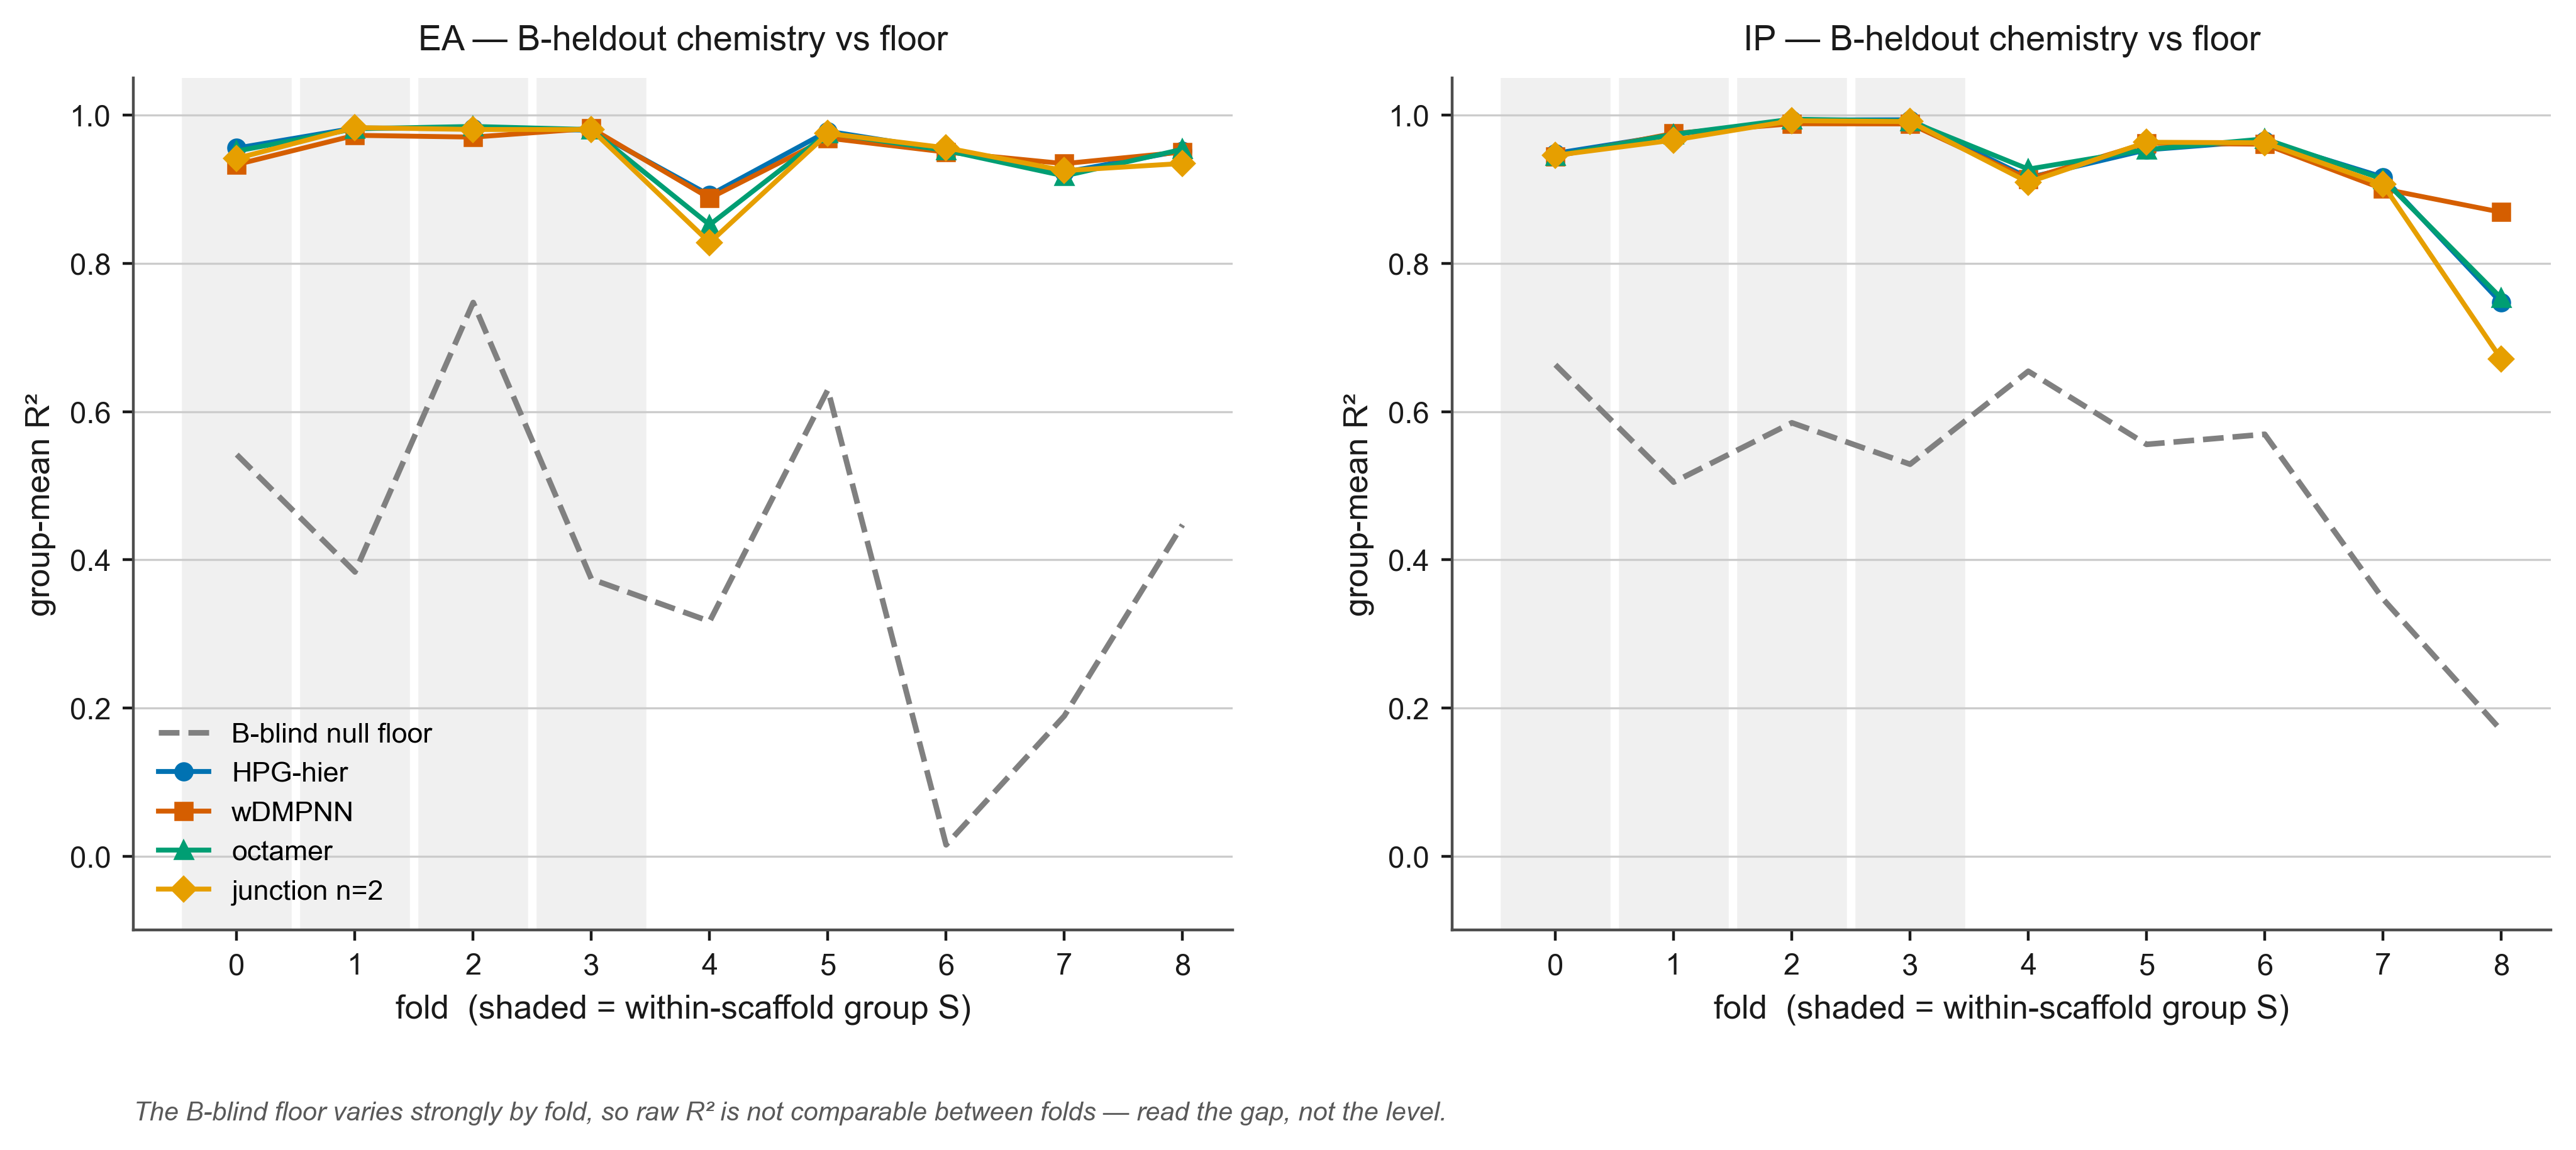 EA — B-heldout chemistry vs floor
group-mean R²
1.0
0.8
0.6
0.4
0.2
0.0
B-blind null floor
HPG-hier
wDMPNN
octamer
junction n=2
0 1 2 3 4 5 6 7 8
fold  (shaded = within-scaffold group S)
IP — B-heldout chemistry vs floor
group-mean R²
1.0
0.8
0.6
0.4
0.2
0.0
0 1 2 3 4 5 6 7 8
fold  (shaded = within-scaffold group S)
The B-blind floor varies strongly by fold, so raw R² is not comparable between folds — read the gap, not the level.